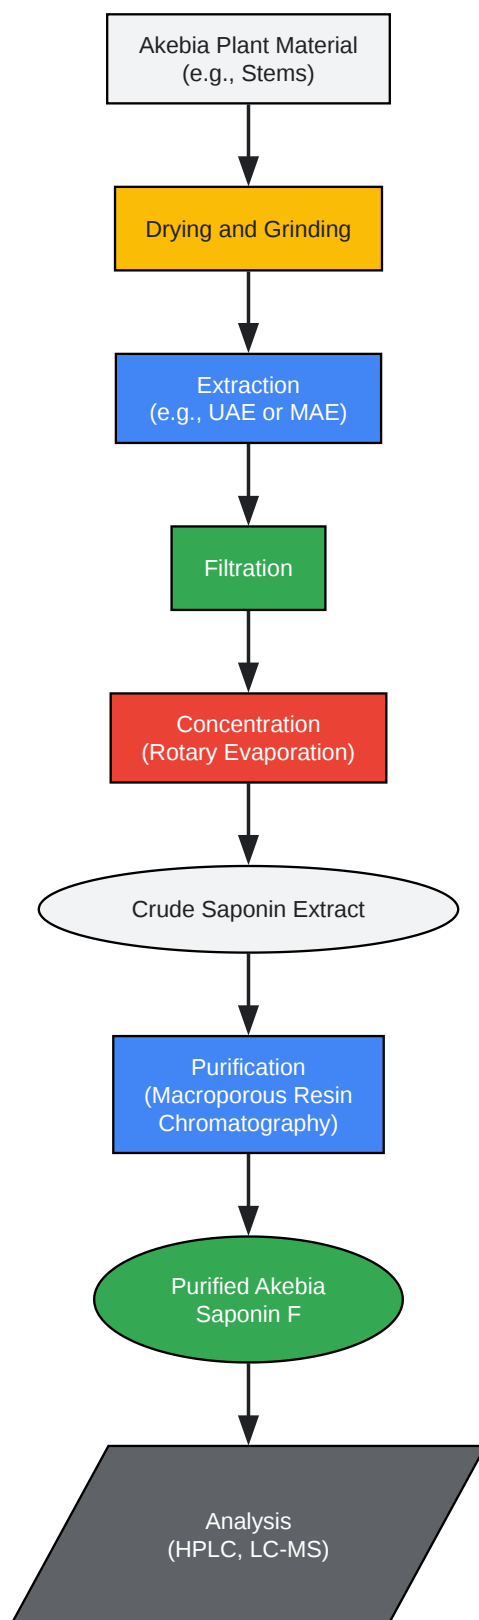 Akebia Plant Material
(e.g., Stems)
Drying and Grinding
Extraction
(e.g., UAE or MAE)
Filtration
Concentration
(Rotary Evaporation)
Crude Saponin Extract
Purification
(Macroporous Resin
Chromatography)
Purified Akebia
Saponin F
Analysis
(HPLC, LC-MS)